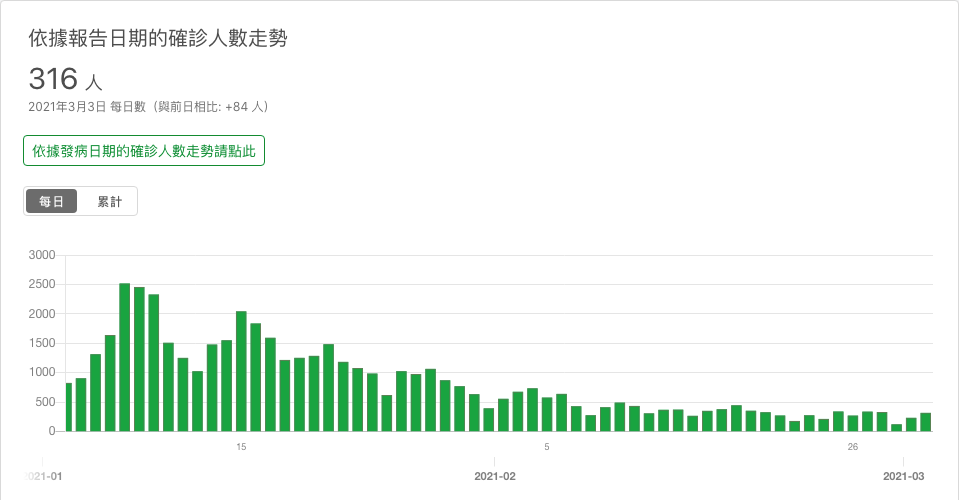 依據報告日期的確診人數走勢
316 人
2021年3月3日 每日數（與前日相比: +84 人）
依據發病日期的確診人數走勢請點此
每日 累計
3000
2500
2000
1500
1000
500
0
15 5 26
2021-01 2021-02 2021-03